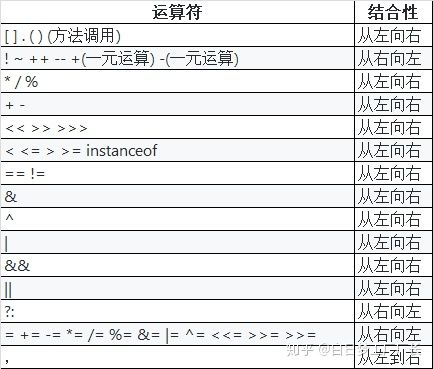 运算符 结合性
[ ] . ( ) (方法调用) 从左向右
! ~ ++ -- +(一元运算) -(一元运算) 从右向左
* / % 从左向右
+ - 从左向右
<< >> >>> 从左向右
< <= > >= instanceof 从左向右
== != 从左向右
& 从左向右
^ 从左向右
| 从左向右
&& 从左向右
|| 从左向右
?: 从右向左
= += -= *= /= %= &= |= ^= <<= >>= >>= 从右向左
, 从左到右
知乎